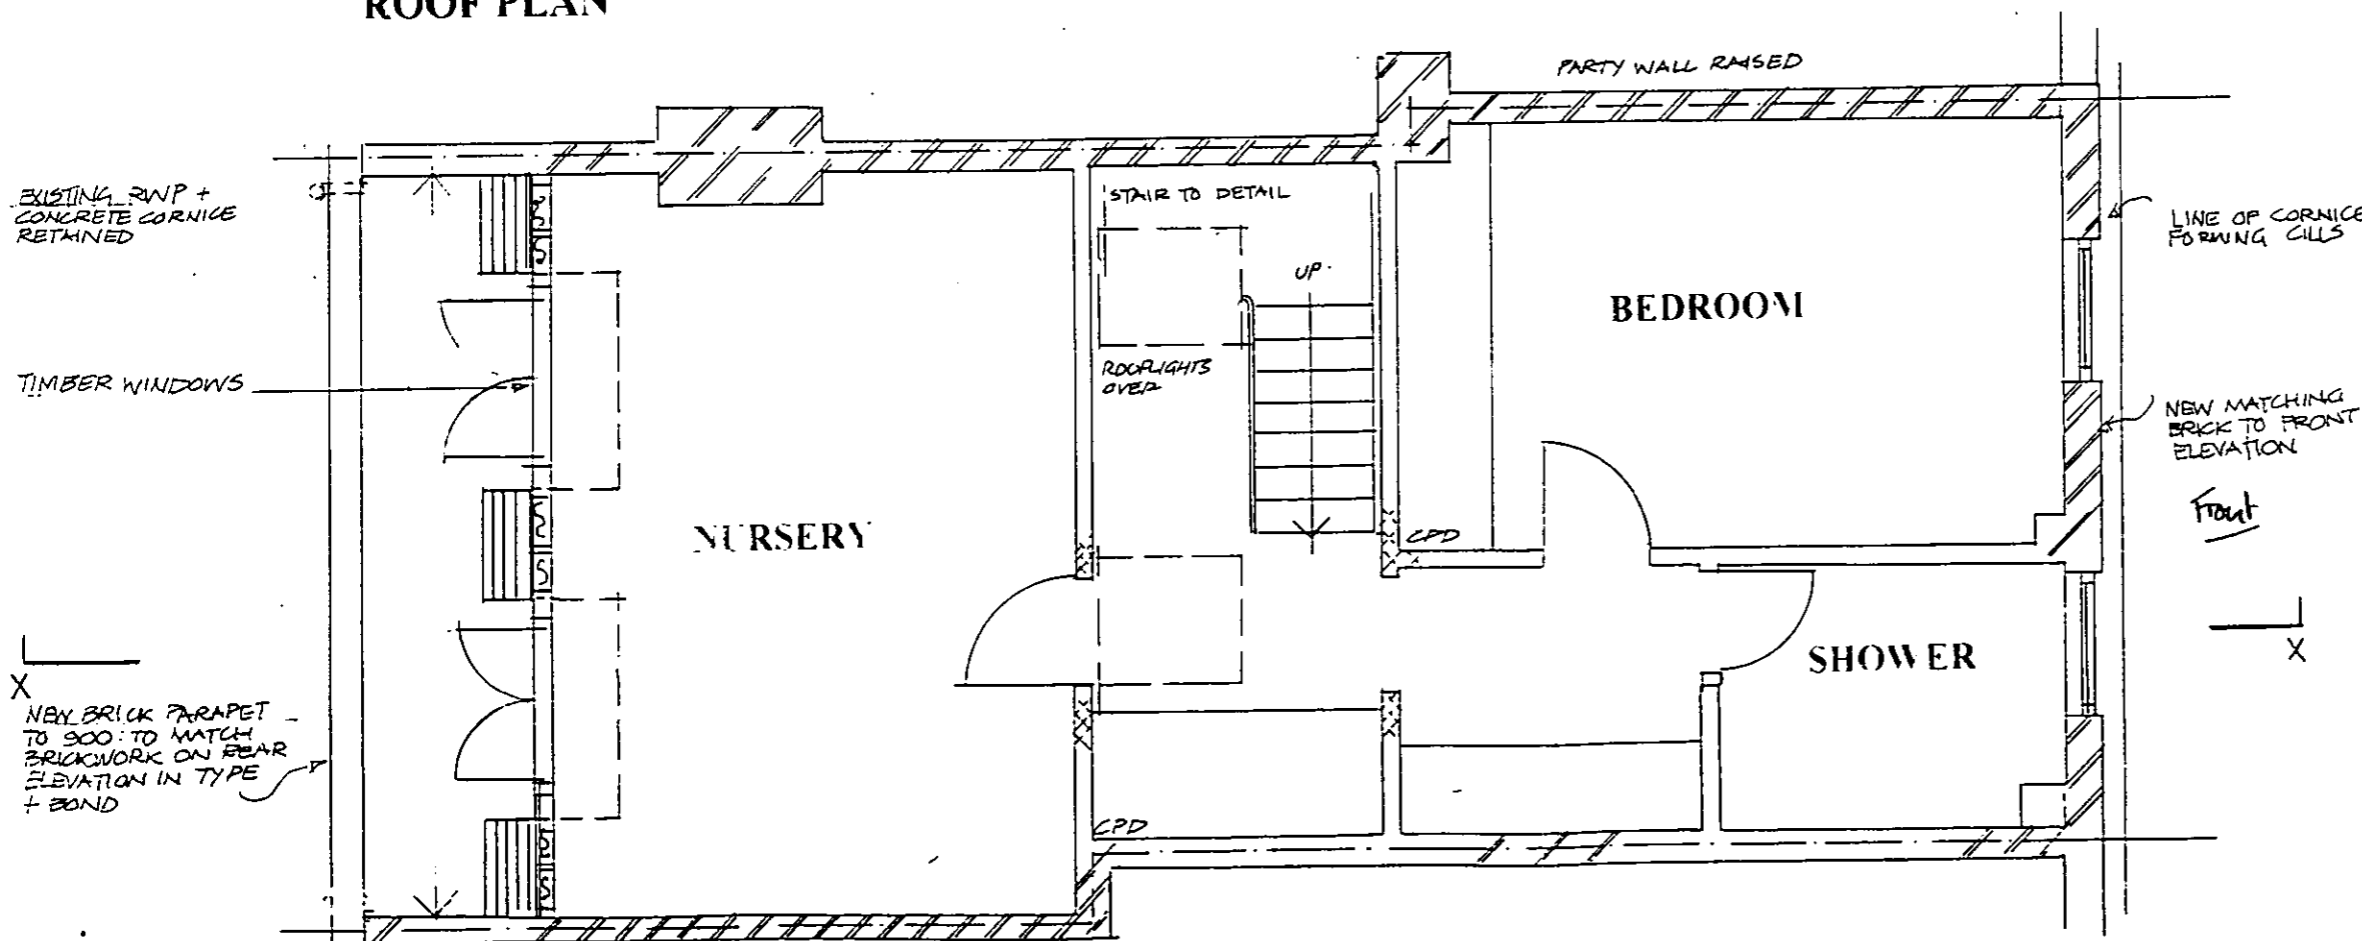 ROOF PLAN
PARTY WALL RAISED
EXISTING RWP +
CONCRETE CORNICE
RETAINED
STAIR TO DETAIL
LINE OF CORNICE
FORMING CILLS
UP.
BEDROOM
ROOFLIGHTS
OVER
TIMBER WINDOWS
NEW MATCHING
BRICK TO FRONT
ELEVATION
Front
NURSERY
CPD
SHOWER
X
X
NEW BRICK PARAPET
TO 900: TO MATCH
BRICKWORK ON REAR
ELEVATION IN TYPE
+ BOND
CPD